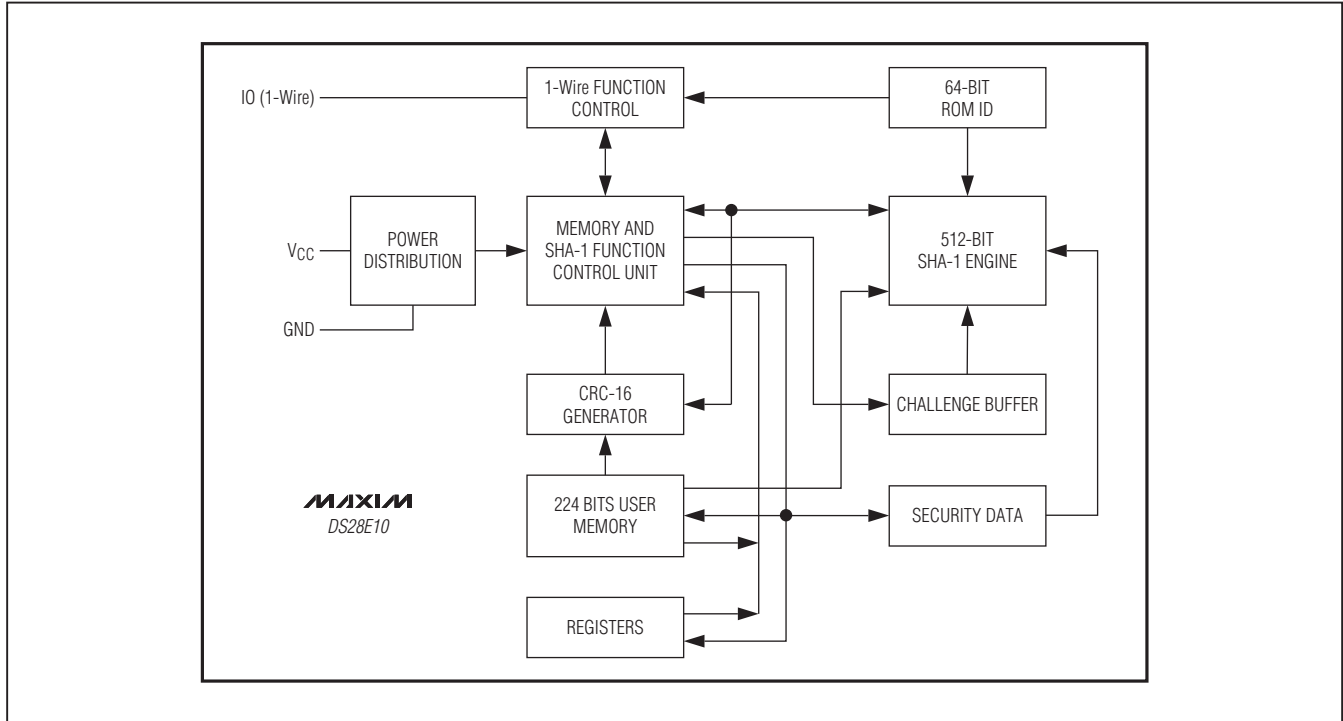 IO (1-Wire)
1-Wire FUNCTION
CONTROL
64-BIT
ROM ID
VCC
GND
POWER
DISTRIBUTION
MEMORY AND
SHA-1 FUNCTION
CONTROL UNIT
512-BIT
SHA-1 ENGINE
CRC-16
GENERATOR
CHALLENGE BUFFER
MAXIM
DS28E10
224 BITS USER
MEMORY
SECURITY DATA
REGISTERS